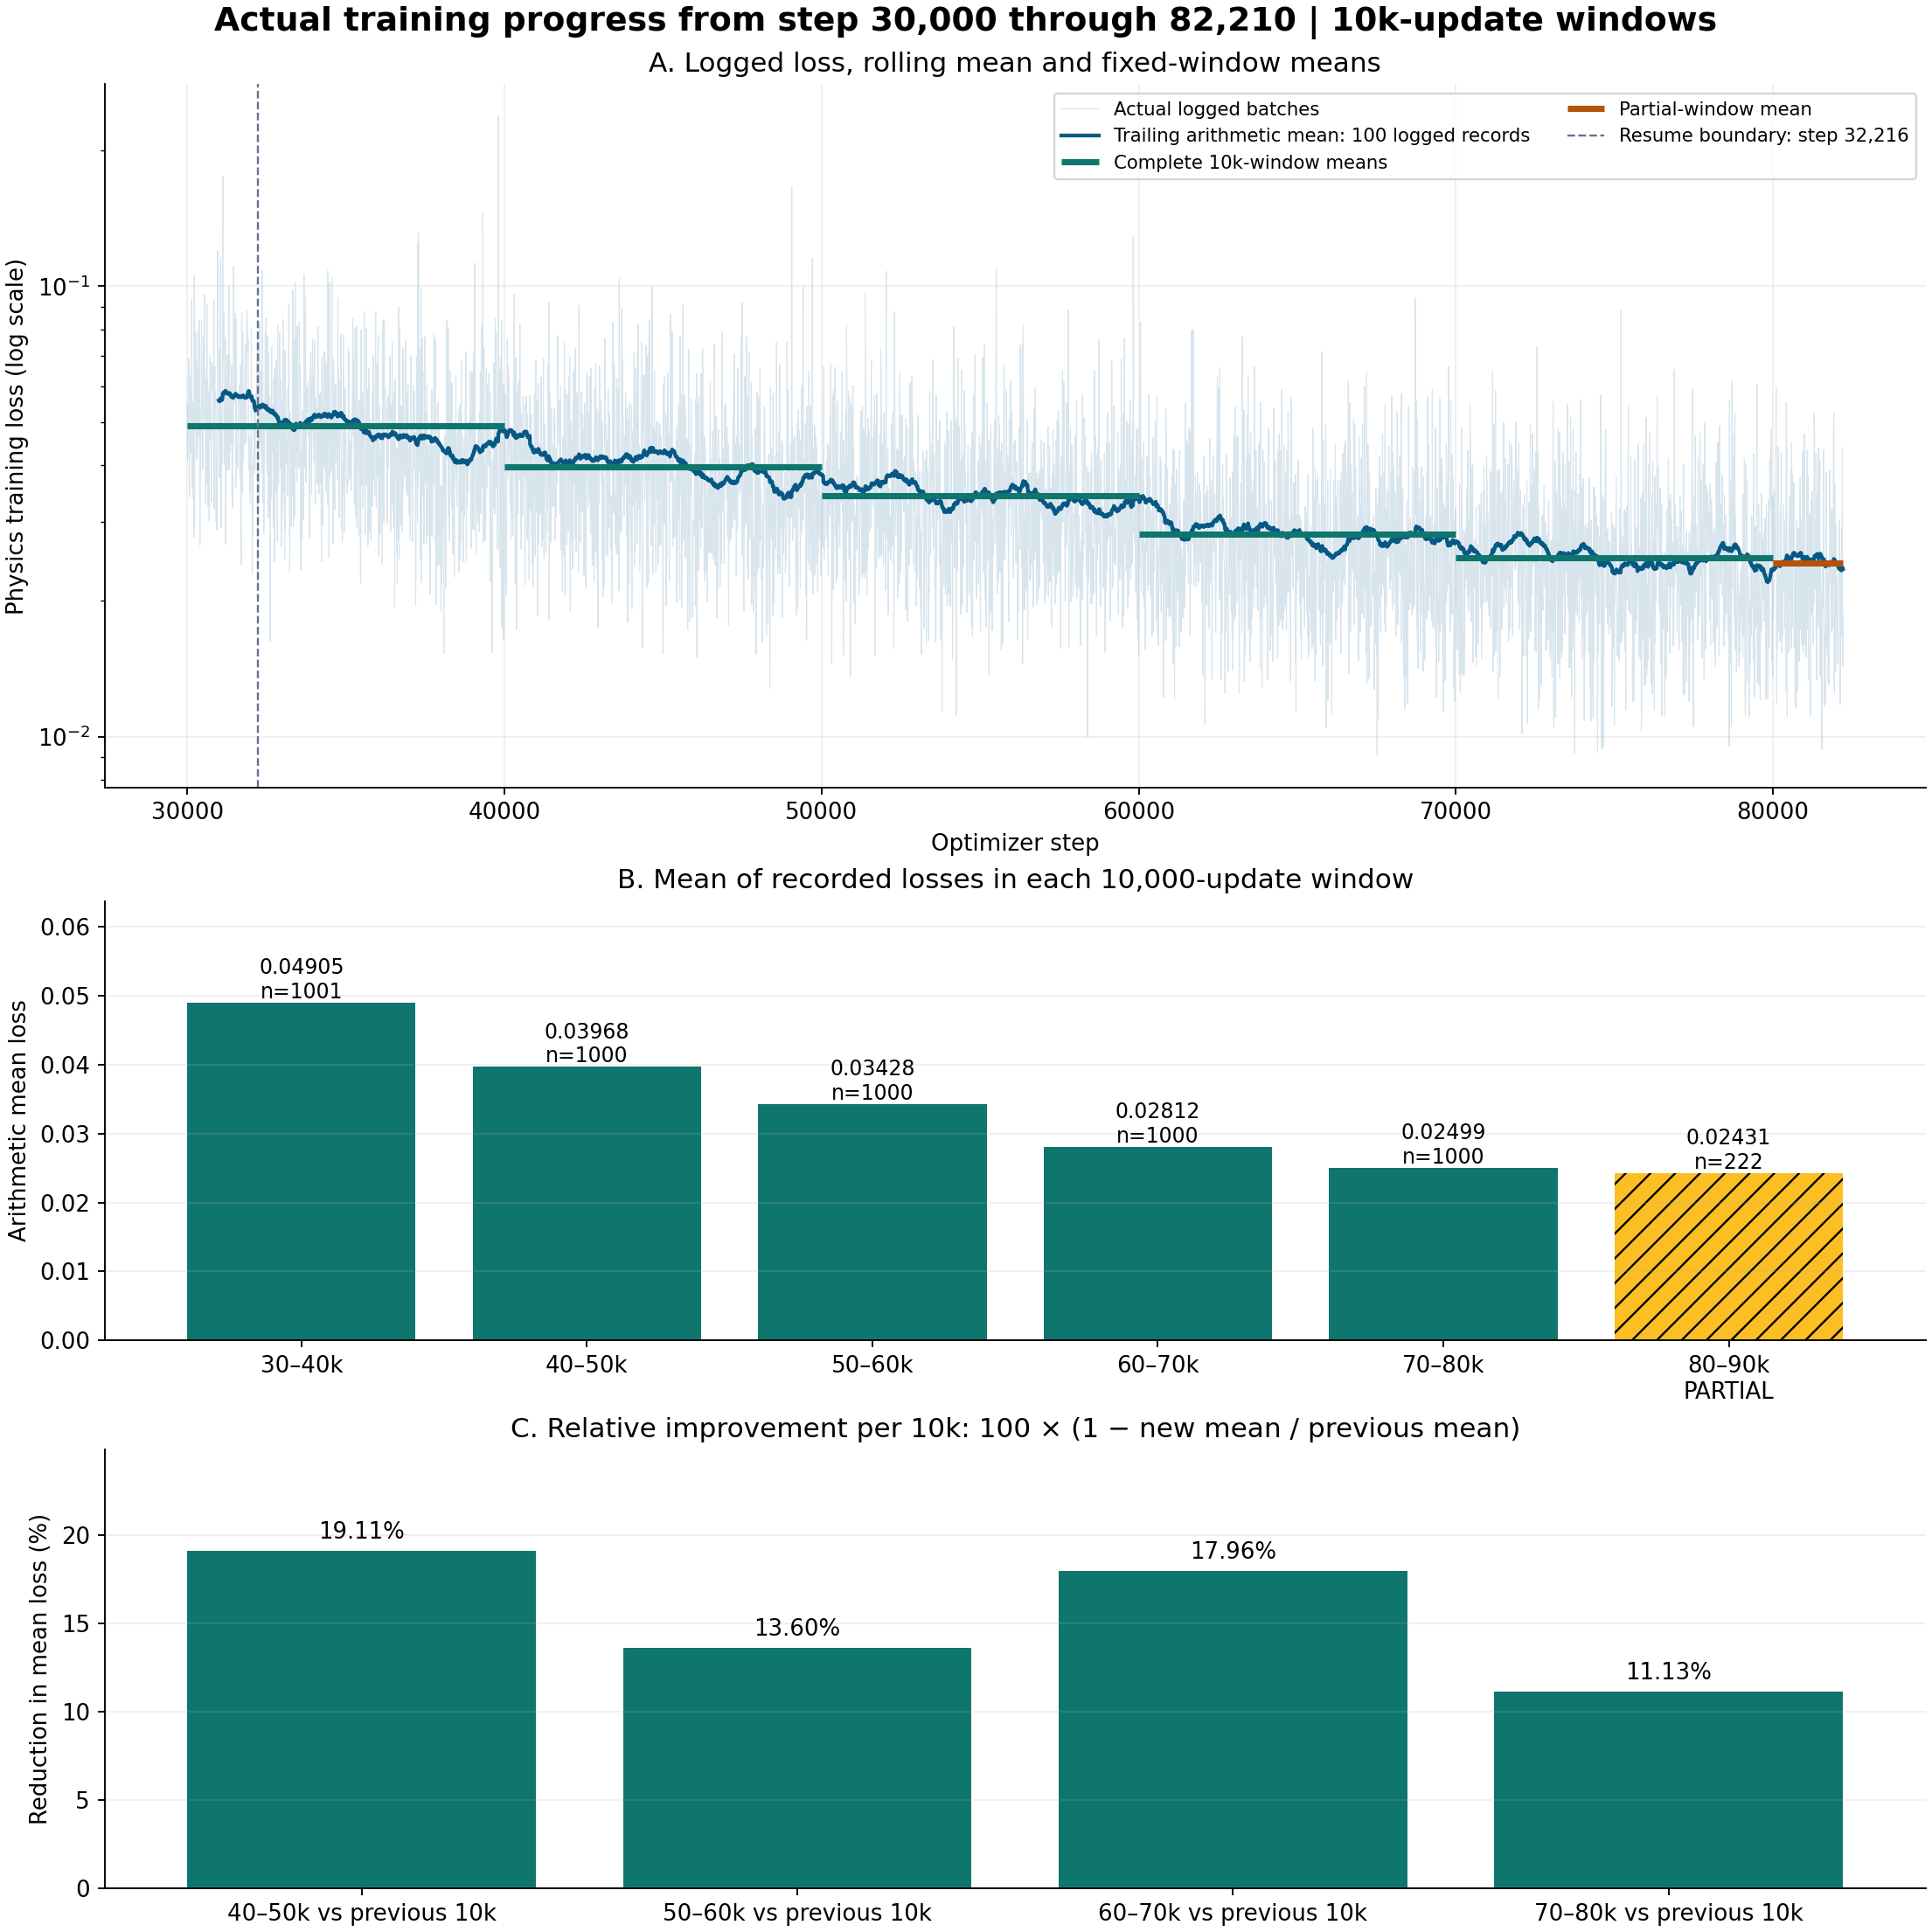 Actual training progress from step 30,000 through 82,210 | 10k-update windows
A. Logged loss, rolling mean and fixed-window means
Actual logged batches
Trailing arithmetic mean: 100 logged records
Complete 10k-window means
Partial-window mean
Resume boundary: step 32,216
Physics training loss (log scale)
10⁻¹
10⁻²
30000
40000
50000
60000
70000
80000
Optimizer step
B. Mean of recorded losses in each 10,000-update window
Arithmetic mean loss
0.06
0.05
0.04
0.03
0.02
0.01
0.00
0.04905
n=1001
0.03968
n=1000
0.03428
n=1000
0.02812
n=1000
0.02499
n=1000
0.02431
n=222
30–40k
40–50k
50–60k
60–70k
70–80k
80–90k
PARTIAL
C. Relative improvement per 10k: 100 × (1 − new mean / previous mean)
Reduction in mean loss (%)
20
15
10
5
0
19.11%
13.60%
17.96%
11.13%
40–50k vs previous 10k
50–60k vs previous 10k
60–70k vs previous 10k
70–80k vs previous 10k